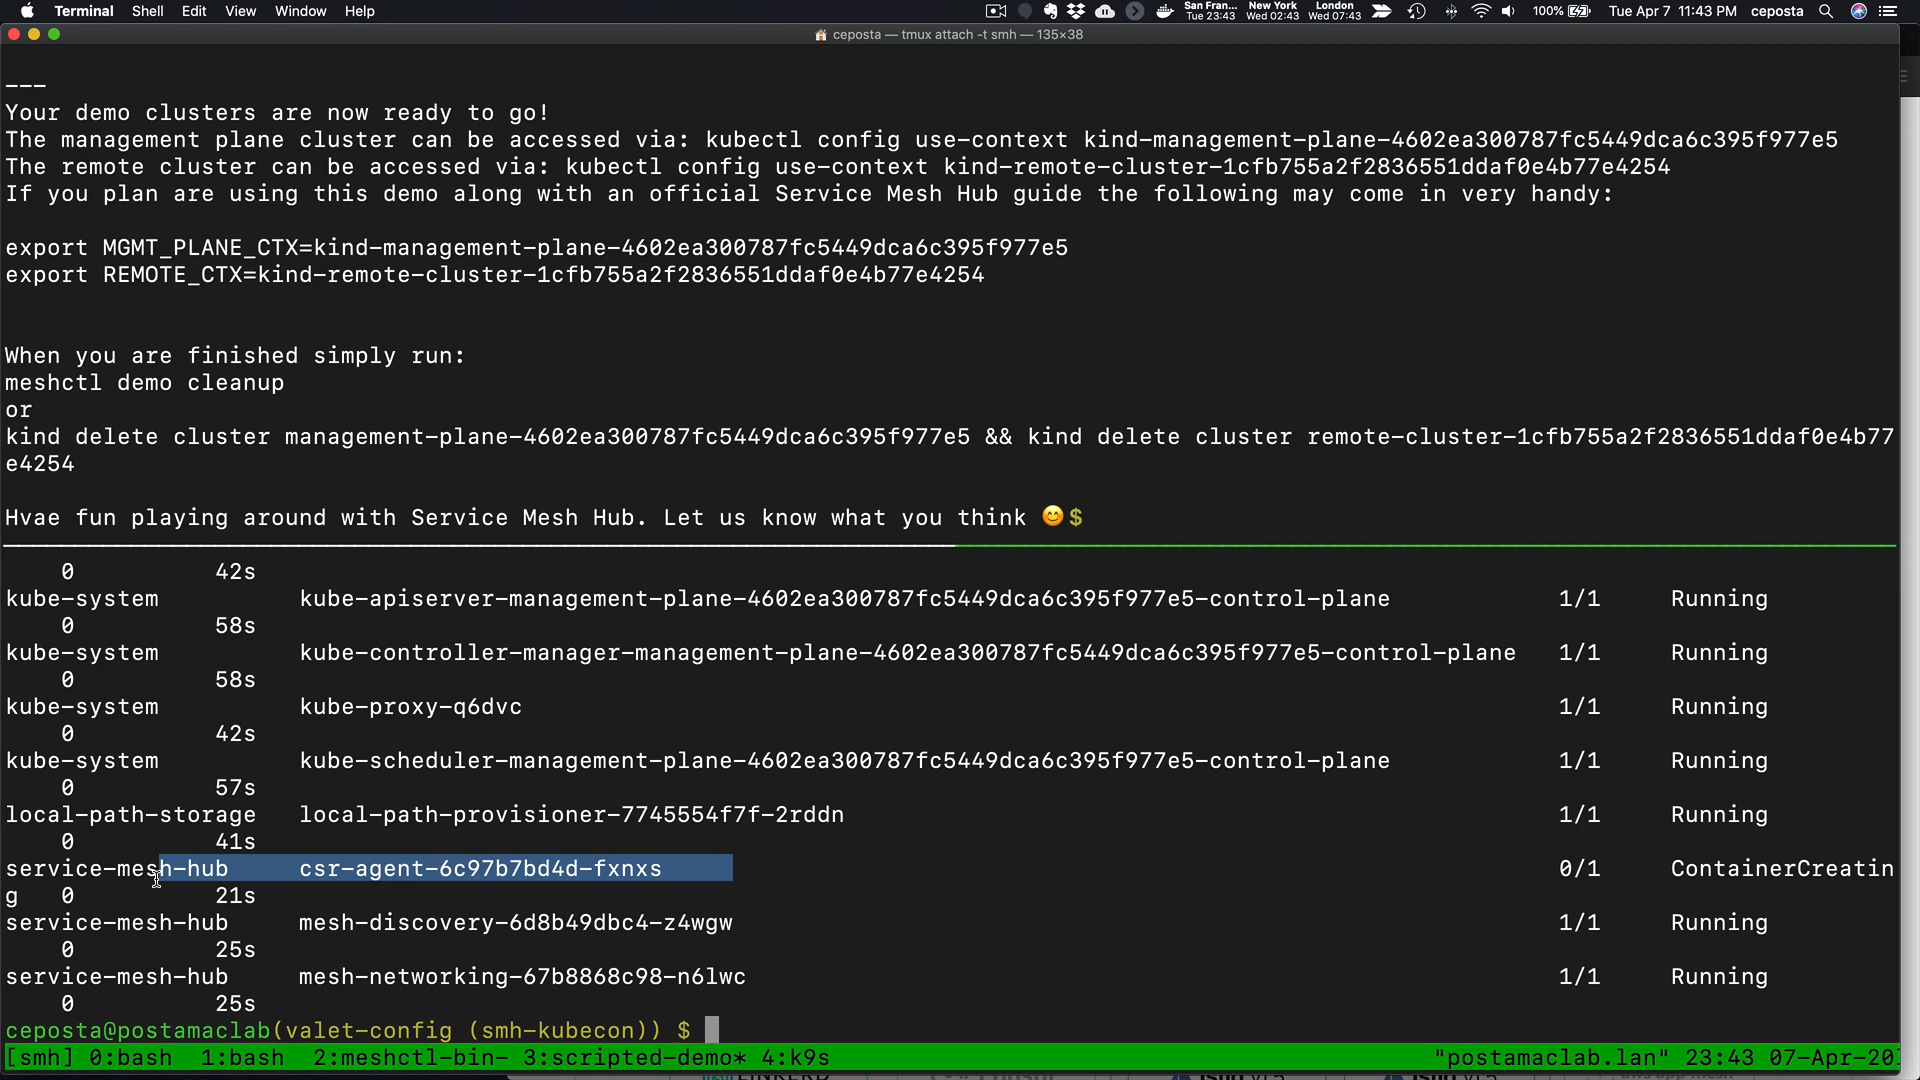 Terminal Shell Edit View Window Help
San Fran... New York London
Tue 23:43 Wed 02:43 Wed 07:43
100% Tue Apr 7 11:43 PM ceposta
ceposta — tmux attach -t smh — 135×38
---
Your demo clusters are now ready to go!
The management plane cluster can be accessed via: kubectl config use-context kind-management-plane-4602ea300787fc5449dca6c395f977e5
The remote cluster can be accessed via: kubectl config use-context kind-remote-cluster-1cfb755a2f2836551ddaf0e4b77e4254
If you plan are using this demo along with an official Service Mesh Hub guide the following may come in very handy:
export MGMT_PLANE_CTX=kind-management-plane-4602ea300787fc5449dca6c395f977e5
export REMOTE_CTX=kind-remote-cluster-1cfb755a2f2836551ddaf0e4b77e4254
When you are finished simply run:
meshctl demo cleanup
or
kind delete cluster management-plane-4602ea300787fc5449dca6c395f977e5 && kind delete cluster remote-cluster-1cfb755a2f2836551ddaf0e4b77
e4254
Hvae fun playing around with Service Mesh Hub. Let us know what you think 😊$
0 42s
kube-system kube-apiserver-management-plane-4602ea300787fc5449dca6c395f977e5-control-plane 1/1 Running
0 58s
kube-system kube-controller-manager-management-plane-4602ea300787fc5449dca6c395f977e5-control-plane 1/1 Running
0 58s
kube-system kube-proxy-q6dvc 1/1 Running
0 42s
kube-system kube-scheduler-management-plane-4602ea300787fc5449dca6c395f977e5-control-plane 1/1 Running
0 57s
local-path-storage local-path-provisioner-7745554f7f-2rddn 1/1 Running
0 41s
service-mesh-hub csr-agent-6c97b7bd4d-fxnxs 0/1 ContainerCreatin
g 0 21s
service-mesh-hub mesh-discovery-6d8b49dbc4-z4wgw 1/1 Running
0 25s
service-mesh-hub mesh-networking-67b8868c98-n6lwc 1/1 Running
0 25s
ceposta@postamaclab(valet-config (smh-kubecon)) $
[smh] 0:bash 1:bash 2:meshctl-bin- 3:scripted-demo* 4:k9s "postamaclab.lan" 23:43 07-Apr-20